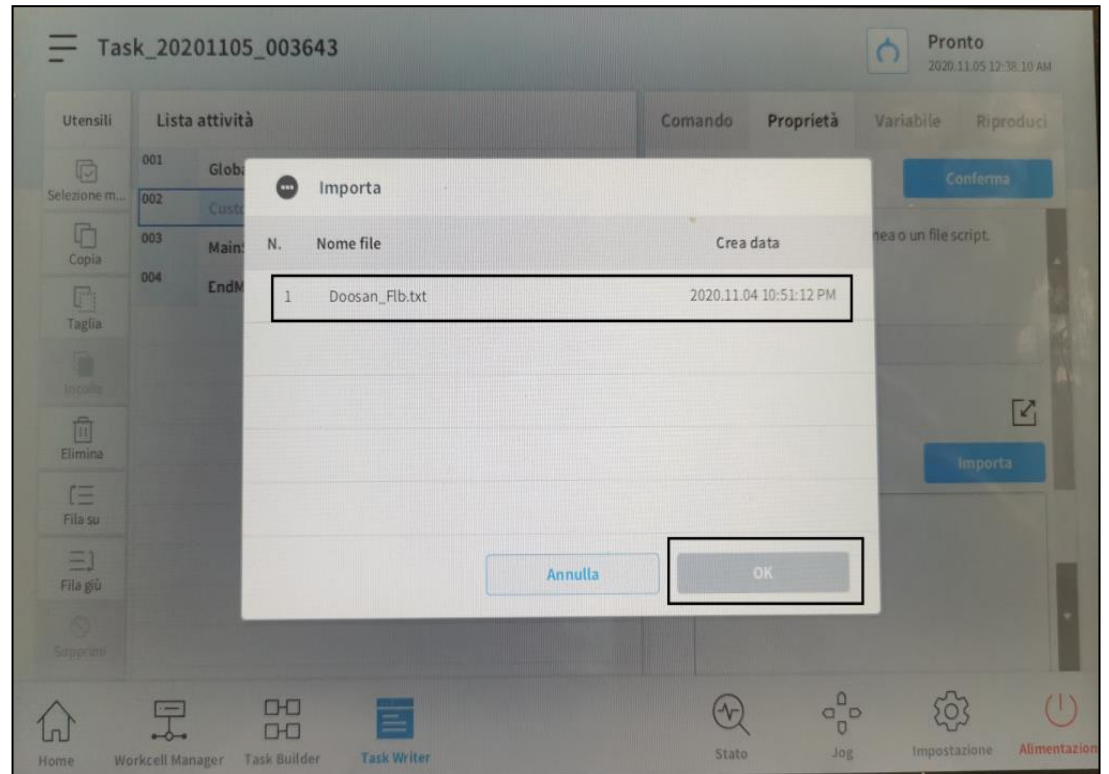 Task_20201105_003643
Pronto
2020.11.05 12:38.10 AM
Utensili
Lista attività
Comando
Proprietà
Variabile
Riproduci
Selezione m...
Copia
Taglia
Incolla
Elimina
Fila su
Fila giù
Sopprimi
001
Globa
002
Custo
003
MainS
004
EndM
Conferma
nea o un file script.
Importa
Importa
N. Nome file Crea data
1 Doosan_Flb.txt 2020.11.04 10:51:12 PM
Annulla
OK
Home
Workcell Manager
Task Builder
Task Writer
Stato
Jog
Impostazione
Alimentazion